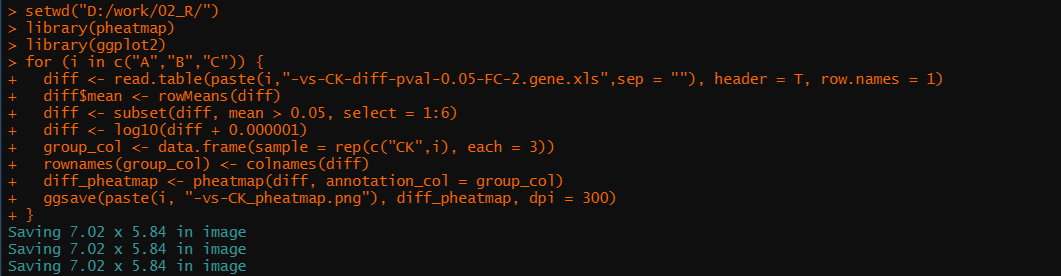 > setwd("D:/work/02_R/")
> library(pheatmap)
> library(ggplot2)
> for (i in c("A","B","C")) {
+   diff <- read.table(paste(i,"-vs-CK-diff-pval-0.05-FC-2.gene.xls",sep = ""), header = T, row.names = 1)
+   diff$mean <- rowMeans(diff)
+   diff <- subset(diff, mean > 0.05, select = 1:6)
+   diff <- log10(diff + 0.000001)
+   group_col <- data.frame(sample = rep(c("CK",i), each = 3))
+   rownames(group_col) <- colnames(diff)
+   diff_pheatmap <- pheatmap(diff, annotation_col = group_col)
+   ggsave(paste(i, "-vs-CK_pheatmap.png"), diff_pheatmap, dpi = 300)
+ }
Saving 7.02 x 5.84 in image
Saving 7.02 x 5.84 in image
Saving 7.02 x 5.84 in image